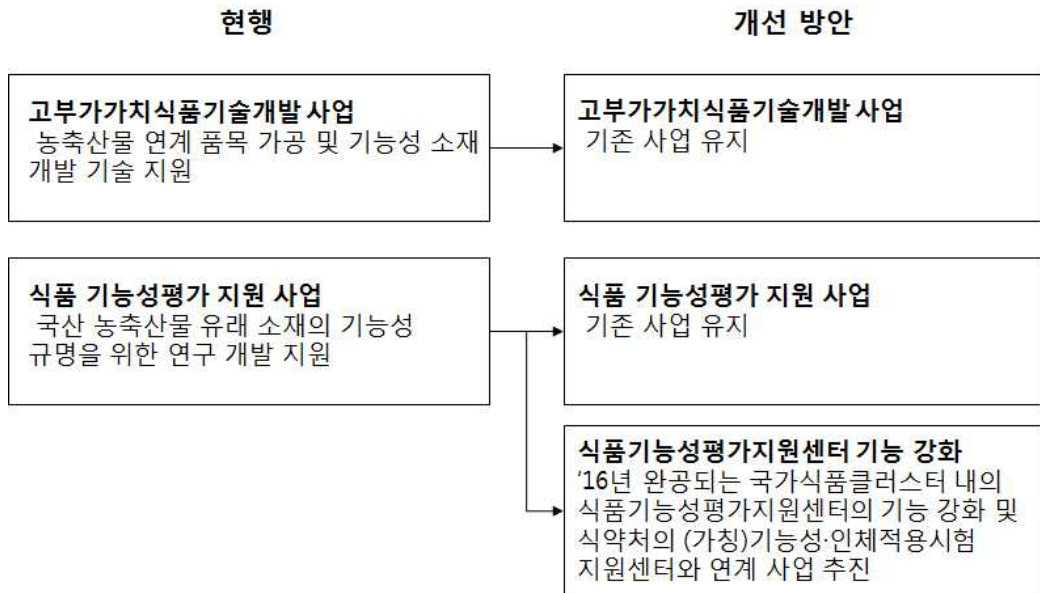 현행
개선 방안
고부가가치식품기술개발 사업
농축산물 연계 품목 가공 및 기능성 소재
개발 기술 지원
고부가가치식품기술개발 사업
기존 사업 유지
식품 기능성평가 지원 사업
국산 농축산물 유래 소재의 기능성
규명을 위한 연구 개발 지원
식품 기능성평가 지원 사업
기존 사업 유지
식품기능성평가지원센터 기능 강화
'16년 완공되는 국가식품클러스터 내의
식품기능성평가지원센터의 기능 강화 및
식약처의 (가칭)기능성·인체적용시험
지원센터와 연계 사업 추진